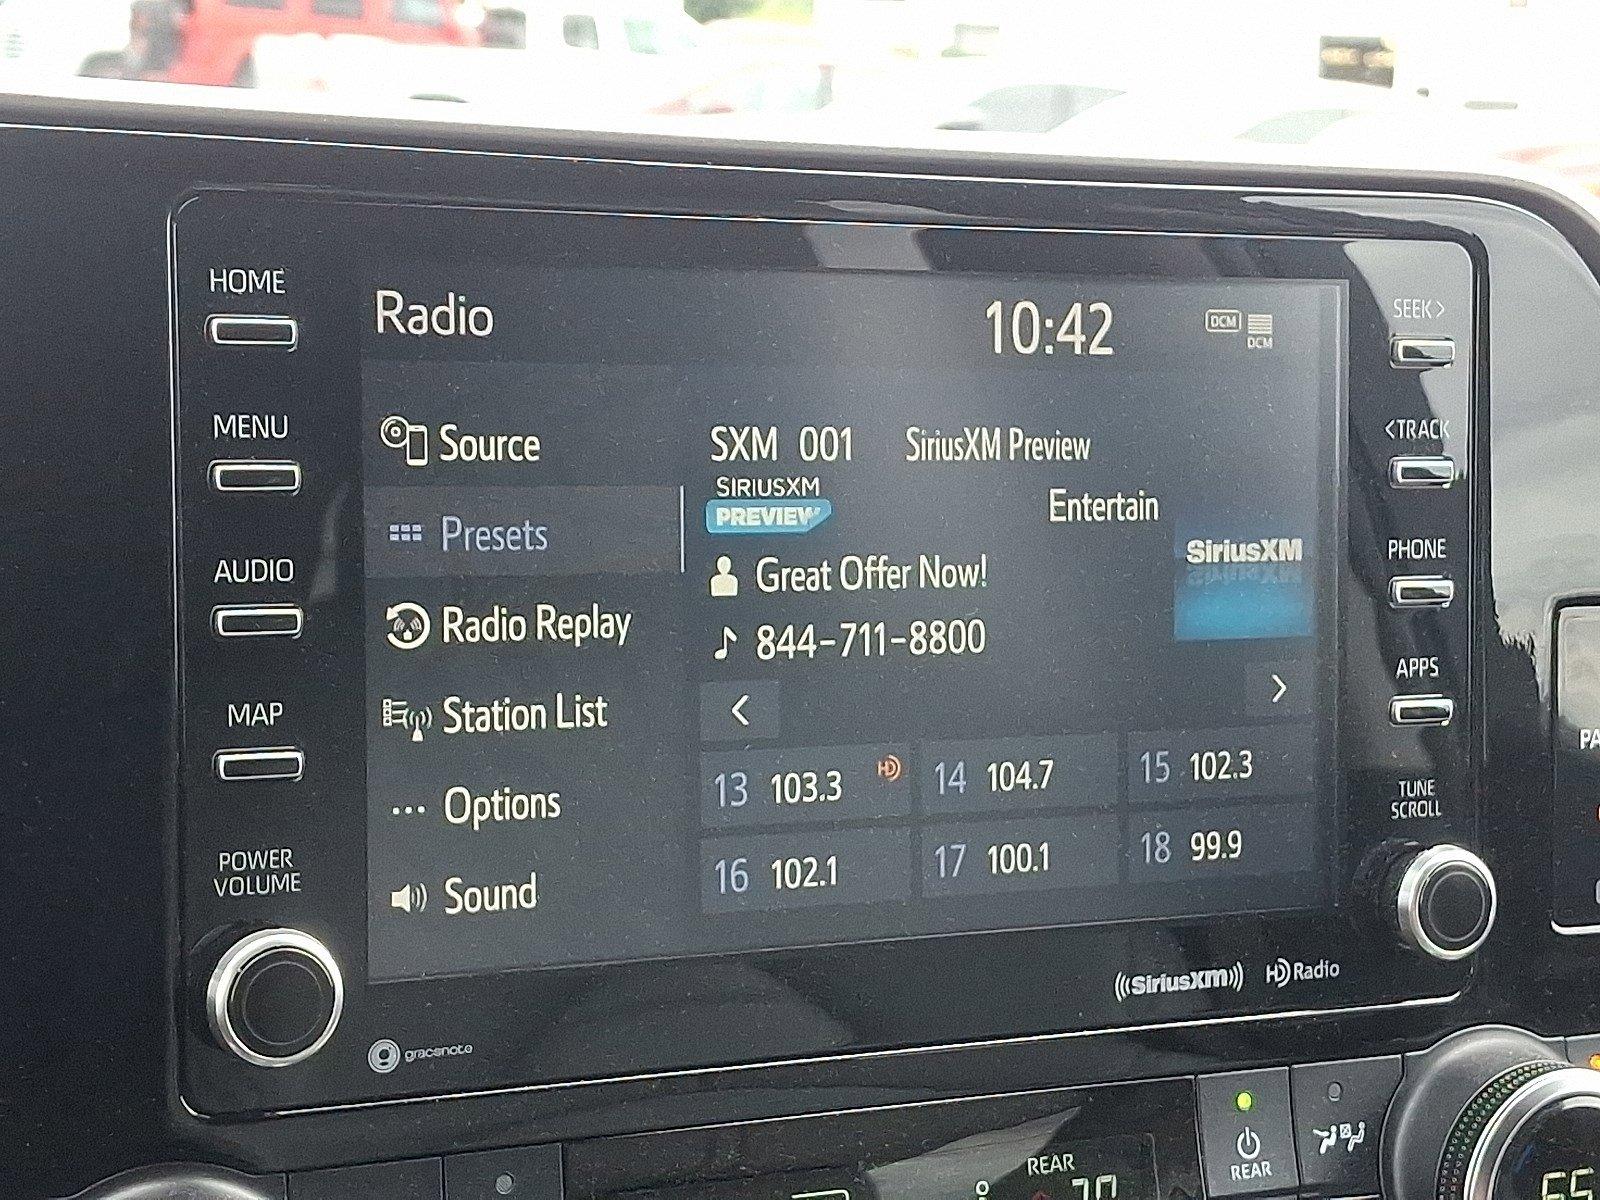 HOME
MENU
AUDIO
MAP
POWER
VOLUME
Radio
10:42
DCM
DCM
Source
Presets
Radio Replay
Station List
Options
Sound
SXM 001 SiriusXM Preview
SIRIUSXM
PREVIEW
Entertain
SiriusXM
Great Offer Now!
844-711-8800
<
>
13 103.3 HD
14 104.7
15 102.3
16 102.1
17 100.1
18 99.9
SEEK>
<TRACK
PHONE
APPS
TUNE
SCROLL
gracenote
((SiriusXM))
HD Radio
REAR
70
REAR